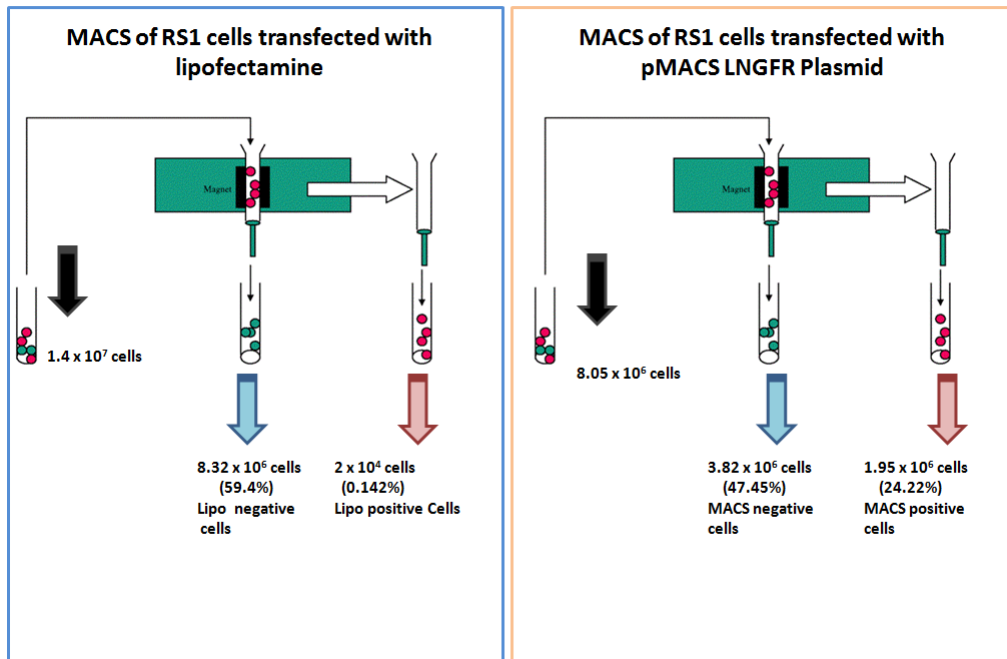 MACS of RS1 cells transfected with
lipofectamine
Magnet
1.4 x 10⁷ cells
8.32 x 10⁶ cells
(59.4%)
Lipo negative
cells
2 x 10⁴ cells
(0.142%)
Lipo positive Cells
MACS of RS1 cells transfected with
pMACS LNGFR Plasmid
Magnet
8.05 x 10⁶ cells
3.82 x 10⁶ cells
(47.45%)
MACS negative
cells
1.95 x 10⁶ cells
(24.22%)
MACS positive
cells